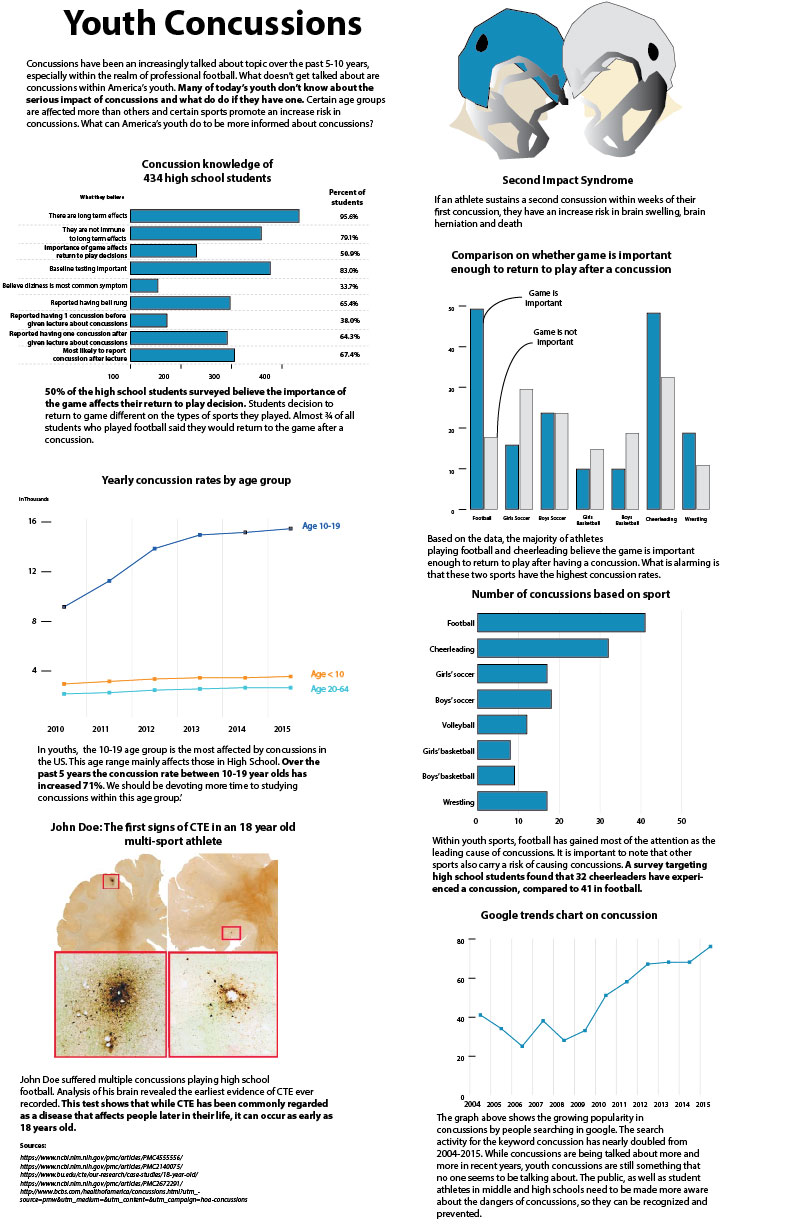 Youth Concussions
Concussions have been an increasingly talked about topic over the past 5-10 years,
especially within the realm of professional football. What doesn't get talked about are
concussions within America's youth. Many of today's youth don't know about the
serious impact of concussions and what do do if they have one. Certain age groups
are affected more than others and certain sports promote an increase risk in
concussions. What can America's youth do to be more informed about concussions?
Concussion knowledge of
434 high school students
What they believe
Percent of
students
There are long term effects
95.6%
They are not immune
to long term effects
79.1%
Importance of game affects
return to play decisions
50.9%
Baseline testing important
83.0%
Believe diziness is most common symptom
33.7%
Reported having bell rung
65.4%
Reported having 1 concussion before
given lecture about concussions
38.0%
Reported having one concussion after
given lecture about concussions
64.3%
Most likely to report
concussion after lecture
67.4%
100 200 300 400
50% of the high school students surveyed believe the importance of
the game affects their return to play decision. Students decision to
return to game different on the types of sports they played. Almost ¾ of all
students who played football said they would return to the game after a
concussion.
Yearly concussion rates by age group
In Thousands
16
12
8
4
Age 10-19
Age < 10
Age 20-64
2010 2011 2012 2013 2014 2015
In youths, the 10-19 age group is the most affected by concussions in
the US. This age range mainly affects those in High School. Over the
past 5 years the concussion rate between 10-19 year olds has
increased 71%. We should be devoting more time to studying
concussions within this age group.'
John Doe: The first signs of CTE in an 18 year old
multi-sport athlete
John Doe suffered multiple concussions playing high school
football. Analysis of his brain revealed the earliest evidence of CTE ever
recorded. This test shows that while CTE has been commonly regarded
as a disease that affects people later in their life, it can occur as early as
18 years old.
Sources:
https://www.ncbi.nlm.nih.gov/pmc/articles/PMC4555556/
https://www.ncbi.nlm.nih.gov/pmc/articles/PMC2140075/
https://www.bu.edu/cte/our-research/case-studies/18-year-old/
https://www.ncbi.nlm.nih.gov/pmc/articles/PMC2672291/
http://www.bcbs.com/healthofamerica/concussions.html?utm_-
source=prnw&utm_medium=&utm_content=&utm_campaign=hoa-concussions
Second Impact Syndrome
If an athlete sustains a second consussion within weeks of their
first concussion, they have an increase risk in brain swelling, brain
herniation and death
Comparison on whether game is important
enough to return to play after a concussion
50
40
30
20
10
0
Game is
important
Game is not
important
Football
Girls Soccer
Boys Soccer
Girls
Basketball
Boys
Basketball
Cheerleading
Wrestling
Based on the data, the majority of athletes
playing football and cheerleading believe the game is important
enough to return to play after having a concussion. What is alarming is
that these two sports have the highest concussion rates.
Number of concussions based on sport
Football
Cheerleading
Girls' soccer
Boys' soccer
Volleyball
Girls' basketball
Boys' basketball
Wrestling
0 10 20 30 40 50
Within youth sports, football has gained most of the attention as the
leading cause of concussions. It is important to note that other
sports also carry a risk of causing concussions. A survey targeting
high school students found that 32 cheerleaders have experi-
enced a concussion, compared to 41 in football.
Google trends chart on concussion
80
60
40
20
0
2004 2005 2006 2007 2008 2009 2010 2011 2012 2013 2014 2015
The graph above shows the growing popularity in
concussions by people searching in google. The search
activity for the keyword concussion has nearly doubled from
2004-2015. While concussions are being talked about more and
more in recent years, youth concussions are still something that
no one seems to be talking about. The public, as well as student
athletes in middle and high schools need to be made more aware
about the dangers of concussions, so they can be recognized and
prevented.